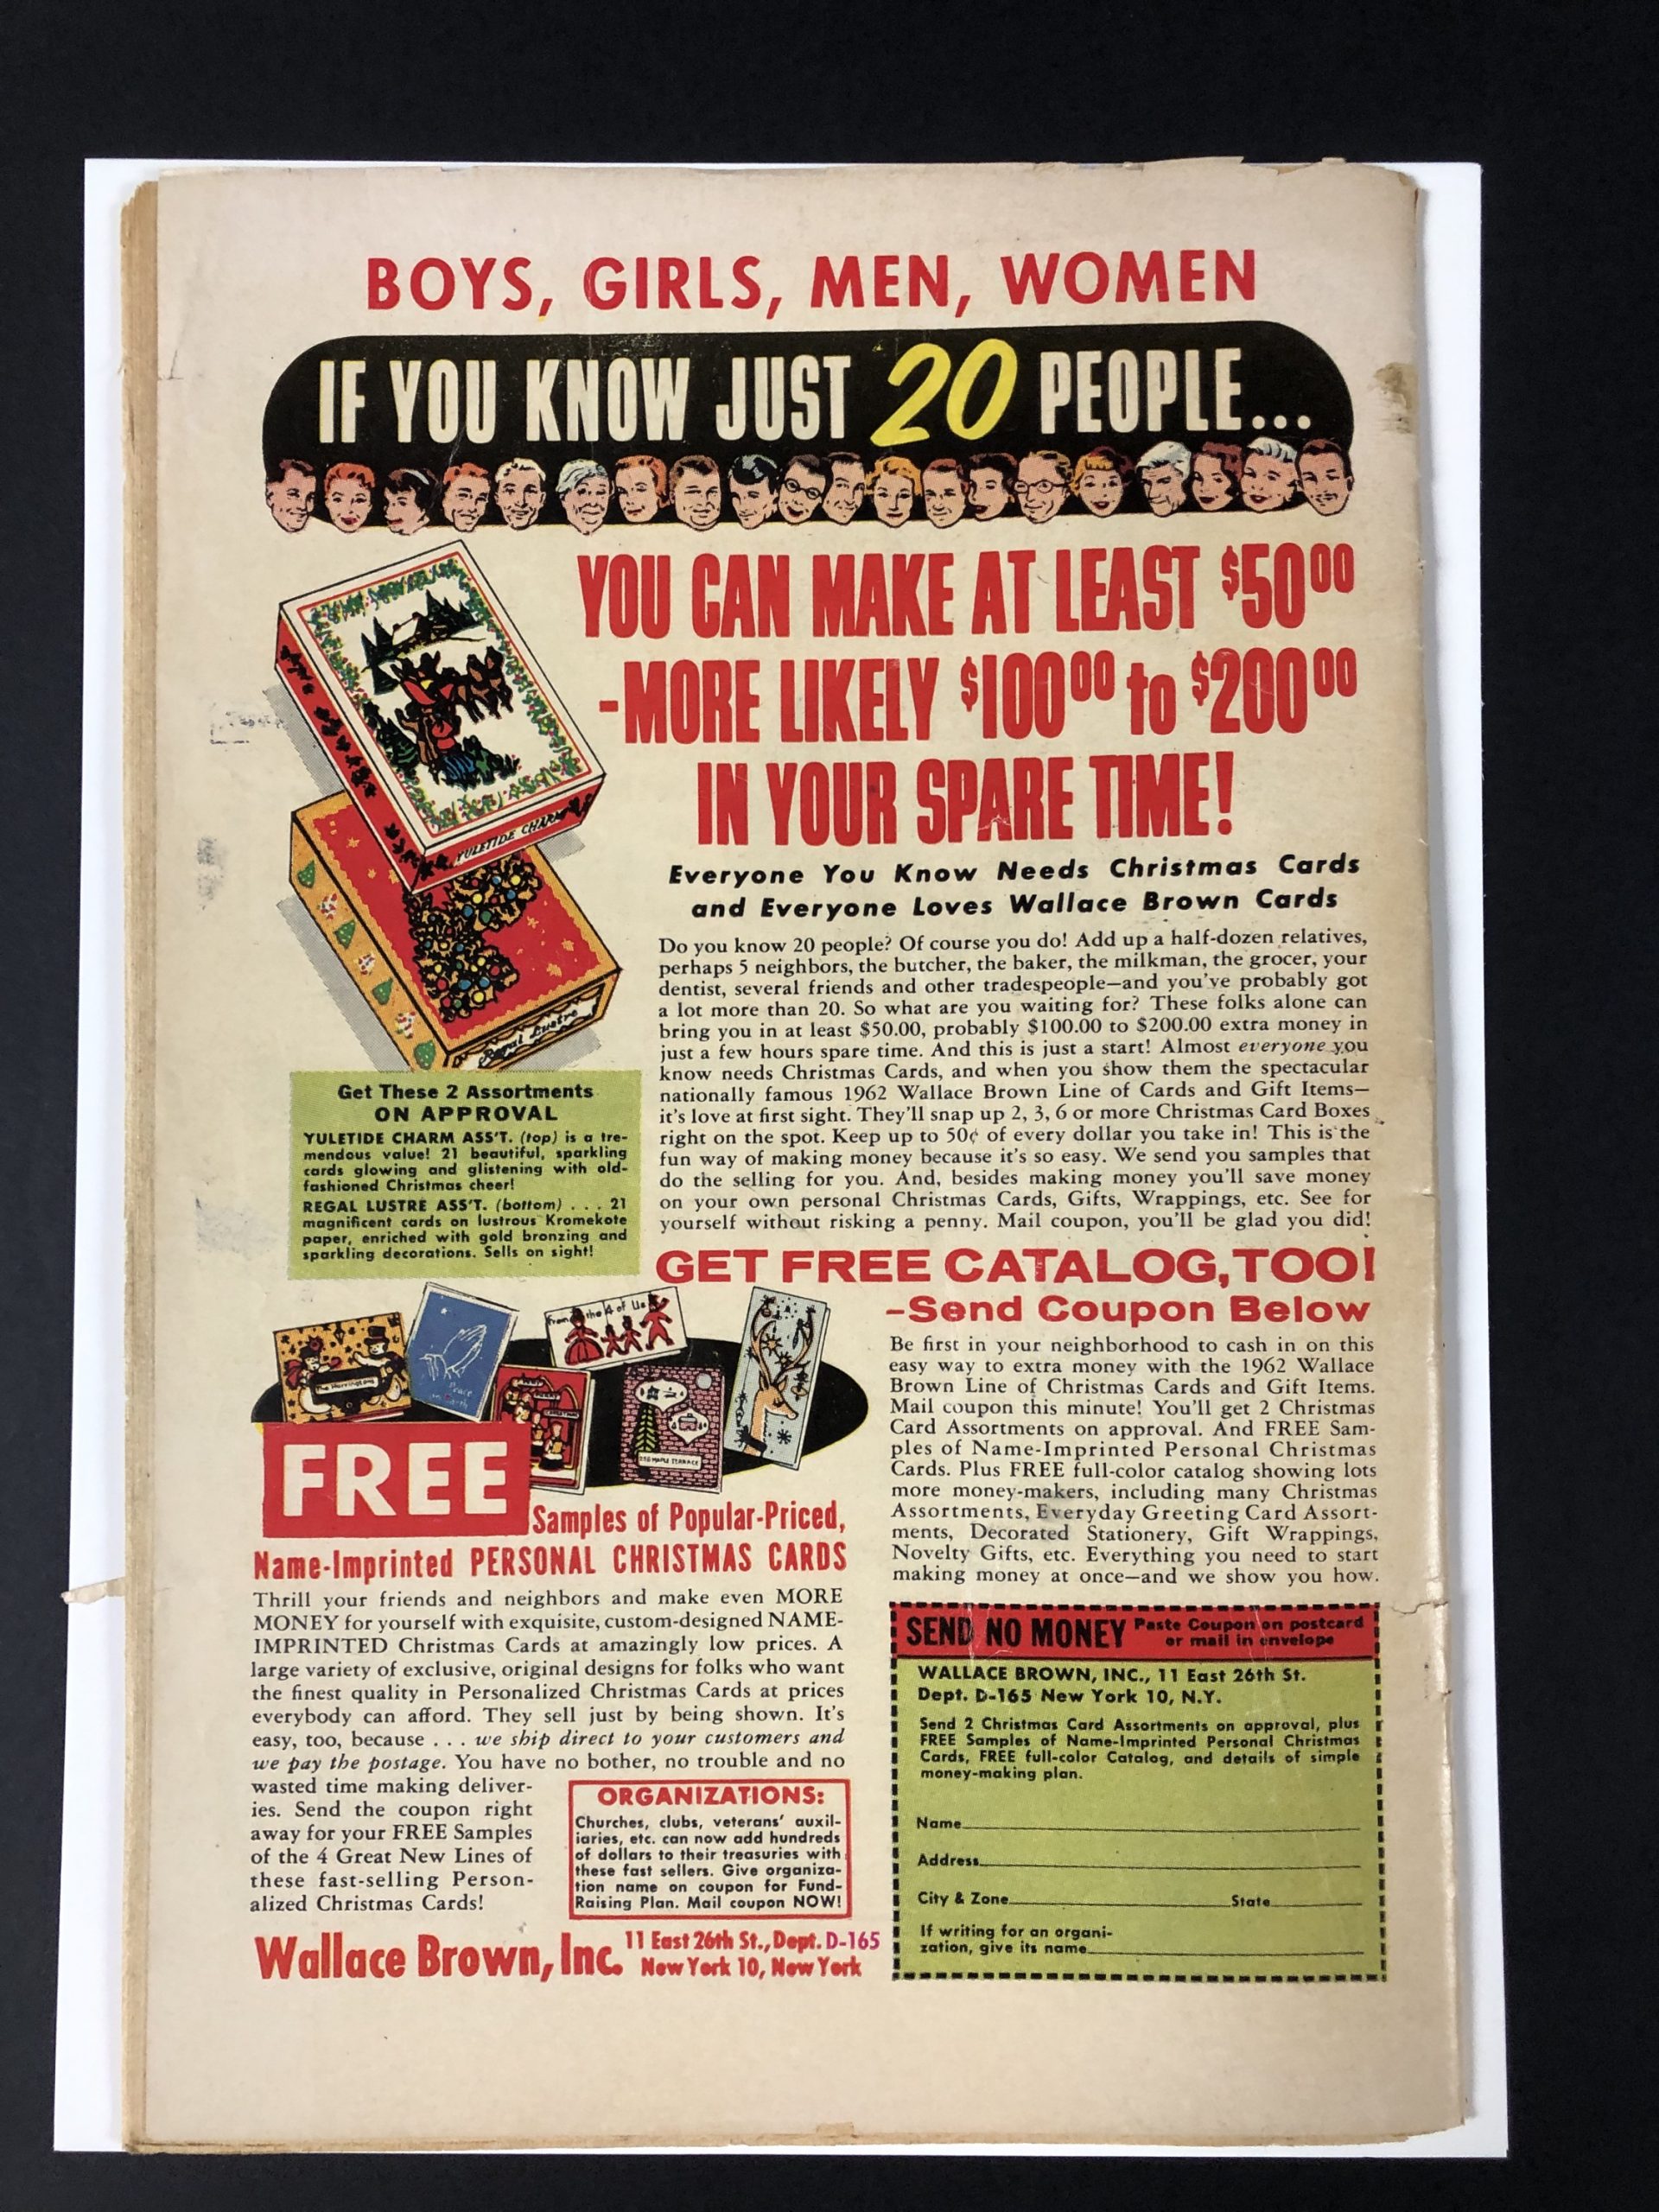 BOYS, GIRLS, MEN, WOMEN
IF YOU KNOW JUST 20 PEOPLE...
YOU CAN MAKE AT LEAST $50.00
-MORE LIKELY $100.00 to $200.00
IN YOUR SPARE TIME!
YULETIDE CHARM
Regal Lustre
Everyone You Know Needs Christmas Cards
and Everyone Loves Wallace Brown Cards
Do you know 20 people? Of course you do! Add up a half-dozen relatives,
perhaps 5 neighbors, the butcher, the baker, the milkman, the grocer, your
dentist, several friends and other tradespeople—and you've probably got
a lot more than 20. So what are you waiting for? These folks alone can
bring you in at least $50.00, probably $100.00 to $200.00 extra money in
just a few hours spare time. And this is just a start! Almost everyone you
know needs Christmas Cards, and when you show them the spectacular
nationally famous 1962 Wallace Brown Line of Cards and Gift Items—
it's love at first sight. They'll snap up 2, 3, 6 or more Christmas Card Boxes
right on the spot. Keep up to 50¢ of every dollar you take in! This is the
fun way of making money because it's so easy. We send you samples that
do the selling for you. And, besides making money you'll save money
on your own personal Christmas Cards, Gifts, Wrappings, etc. See for
yourself without risking a penny. Mail coupon, you'll be glad you did!
Get These 2 Assortments
ON APPROVAL
YULETIDE CHARM ASS'T. (top) is a tre-
mendous value! 21 beautiful, sparkling
cards glowing and glistening with old-
fashioned Christmas cheer!
REGAL LUSTRE ASS'T. (bottom) . . . 21
magnificent cards on lustrous Kromekote
paper, enriched with gold bronzing and
sparkling decorations. Sells on sight!
GET FREE CATALOG, TOO!
-Send Coupon Below
Be first in your neighborhood to cash in on this
easy way to extra money with the 1962 Wallace
Brown Line of Christmas Cards and Gift Items.
Mail coupon this minute! You'll get 2 Christmas
Card Assortments on approval. And FREE Sam-
ples of Name-Imprinted Personal Christmas
Cards. Plus FREE full-color catalog showing lots
more money-makers, including many Christmas
Assortments, Everyday Greeting Card Assort-
ments, Decorated Stationery, Gift Wrappings,
Novelty Gifts, etc. Everything you need to start
making money at once—and we show you how.
The Harringtons
Peace on Earth
From the 4 of Us
MERRY CHRISTMAS
MAPLE TERRACE
FREE
Samples of Popular-Priced,
Name-Imprinted PERSONAL CHRISTMAS CARDS
Thrill your friends and neighbors and make even MORE
MONEY for yourself with exquisite, custom-designed NAME-
IMPRINTED Christmas Cards at amazingly low prices. A
large variety of exclusive, original designs for folks who want
the finest quality in Personalized Christmas Cards at prices
everybody can afford. They sell just by being shown. It's
easy, too, because . . . we ship direct to your customers and
we pay the postage. You have no bother, no trouble and no
wasted time making deliver-
ies. Send the coupon right
away for your FREE Samples
of the 4 Great New Lines of
these fast-selling Person-
alized Christmas Cards!
ORGANIZATIONS:
Churches, clubs, veterans' auxil-
iaries, etc. can now add hundreds
of dollars to their treasuries with
these fast sellers. Give organiza-
tion name on coupon for Fund-
Raising Plan. Mail coupon NOW!
Wallace Brown, Inc. 11 East 26th St., Dept. D-165
New York 10, New York
SEND NO MONEY Paste Coupon on postcard
or mail in envelope
WALLACE BROWN, INC., 11 East 26th St.
Dept. D-165 New York 10, N.Y.
Send 2 Christmas Card Assortments on approval, plus
FREE Samples of Name-Imprinted Personal Christmas
Cards, FREE full-color Catalog, and details of simple
money-making plan.
Name
Address
City & Zone State
If writing for an organi-
zation, give its name